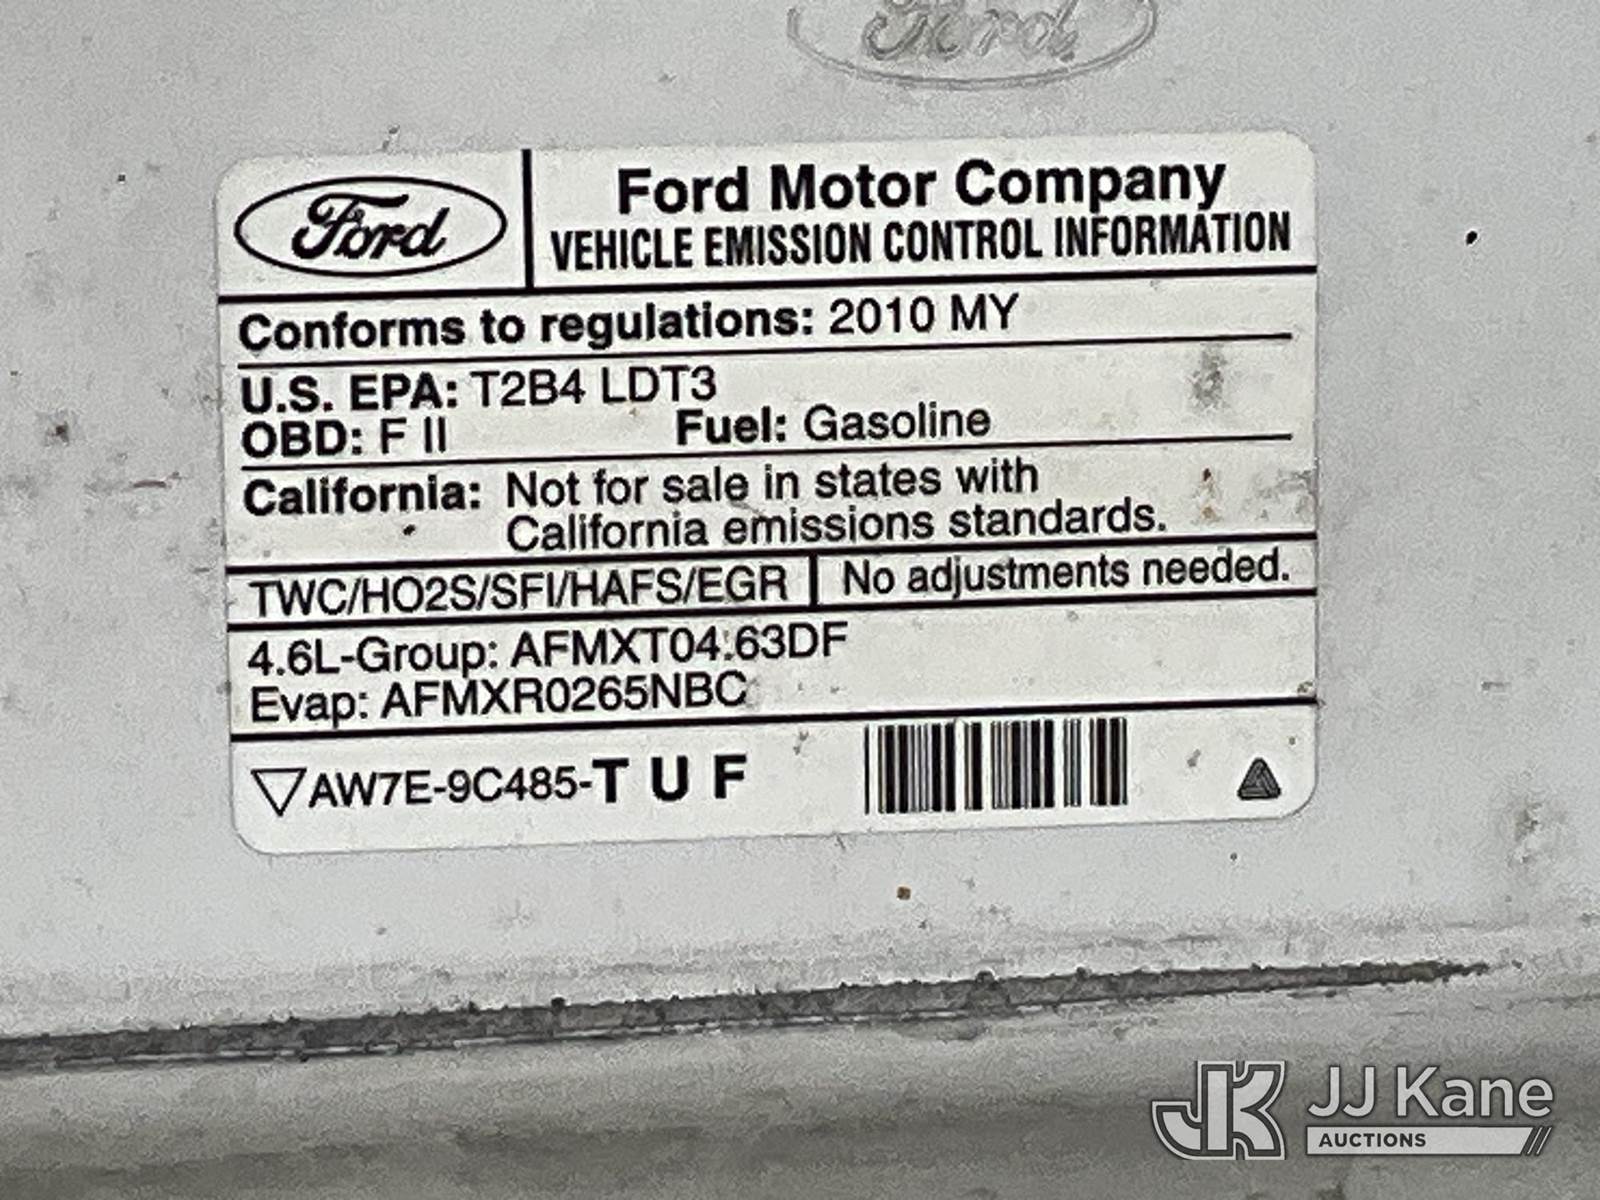 Ford
Ford
Ford Motor Company
VEHICLE EMISSION CONTROL INFORMATION
Conforms to regulations: 2010 MY
U.S. EPA: T2B4 LDT3
OBD: F II Fuel: Gasoline
California: Not for sale in states with
California emissions standards.
TWC/HO2S/SFI/HAFS/EGR No adjustments needed.
4.6L-Group: AFMXT04.63DF
Evap: AFMXR0265NBC
AW7E-9C485-TUF
JK JJ Kane
AUCTIONS